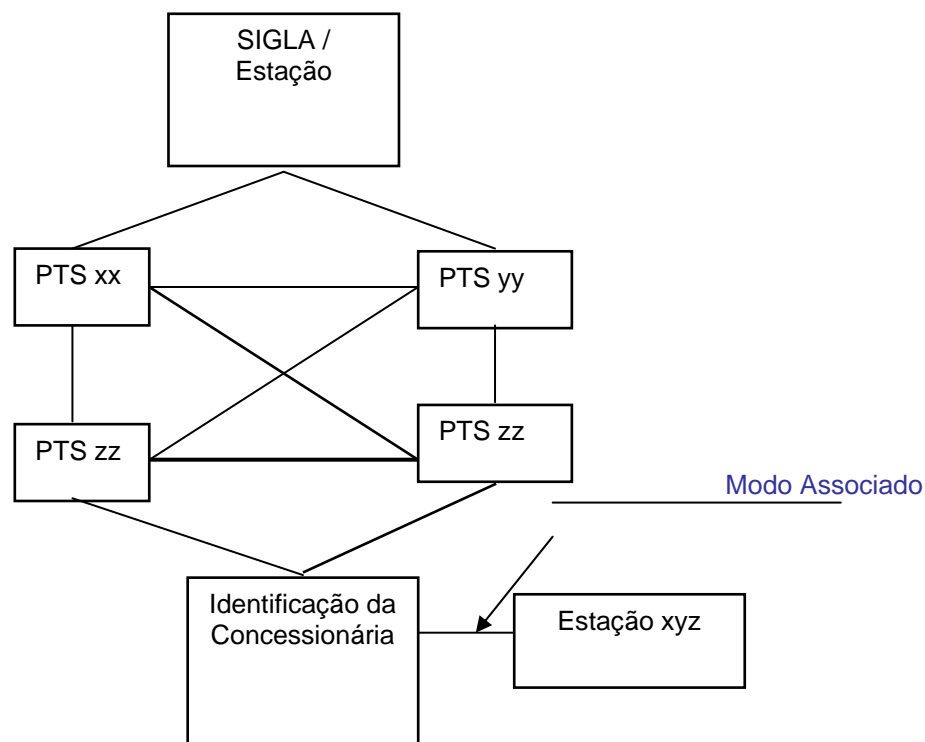 SIGLA /
Estação
PTS xx
PTS yy
PTS zz
PTS zz
Modo Associado
Identificação da
Concessionária
Estação xyz